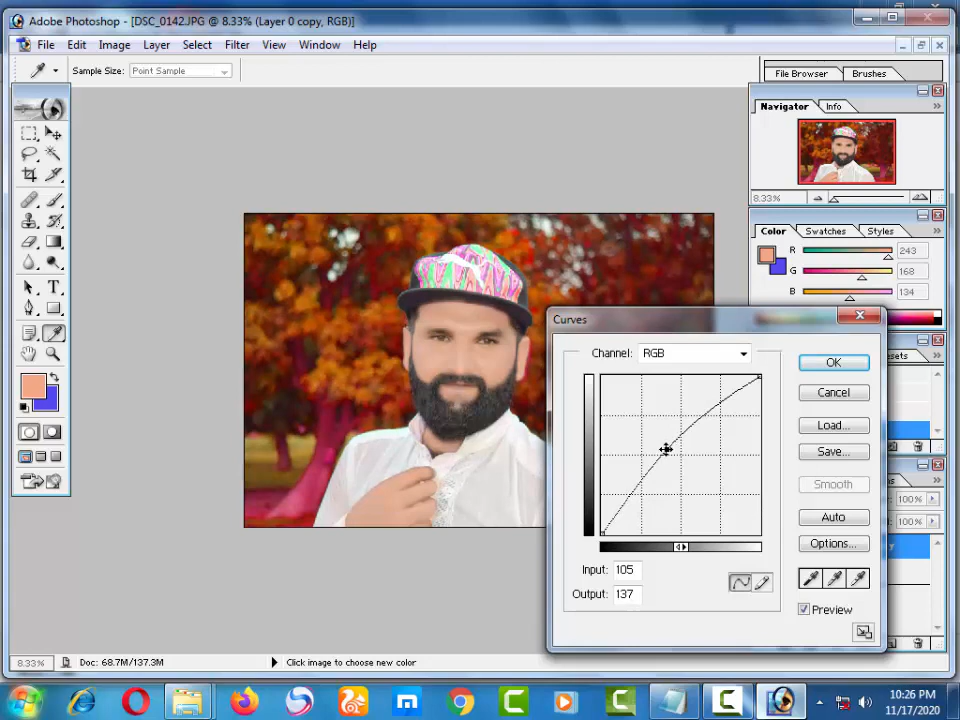 Adobe Photoshop - [DSC_0142.JPG @ 8.33% (Layer 0 copy, RGB)]
File Edit Image Layer Select Filter View Window Help
Sample Size: Point Sample
File Browser Brushes
Navigator Info
8.33%
Color Swatches Styles
R 243
G 168
B 134
Curves
Channel: RGB
OK
Cancel
Load...
Save...
Smooth
Auto
Options...
Input: 105
Output: 137
Preview
100%
100%
8.33% Doc: 68.7M/137.3M Click image to choose new color
10:26 PM
11/17/2020